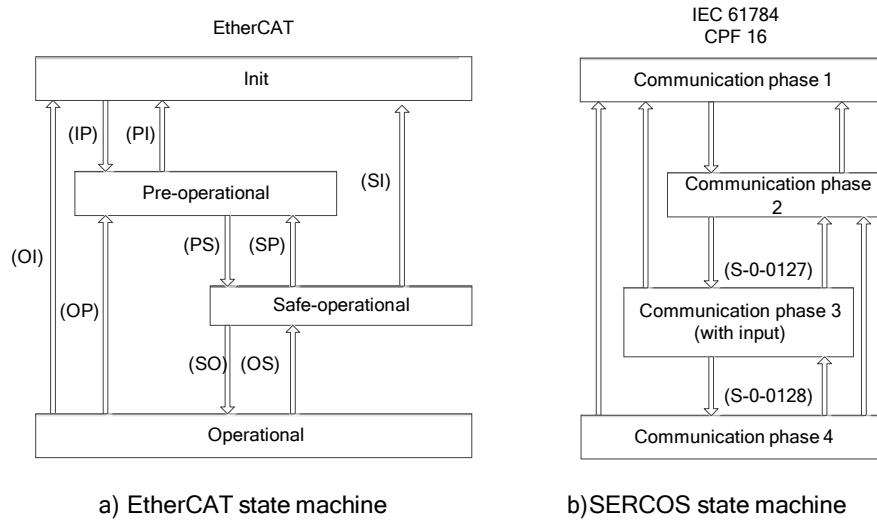 EtherCAT
Init
(IP)
(PI)
(SI)
Pre-operational
(OI)
(PS)
(SP)
(OP)
Safe-operational
(SO)
(OS)
Operational
a) EtherCAT state machine
IEC 61784
CPF 16
Communication phase 1
Communication phase
2
(S-0-0127)
Communication phase 3
(with input)
(S-0-0128)
Communication phase 4
b)SERCOS state machine